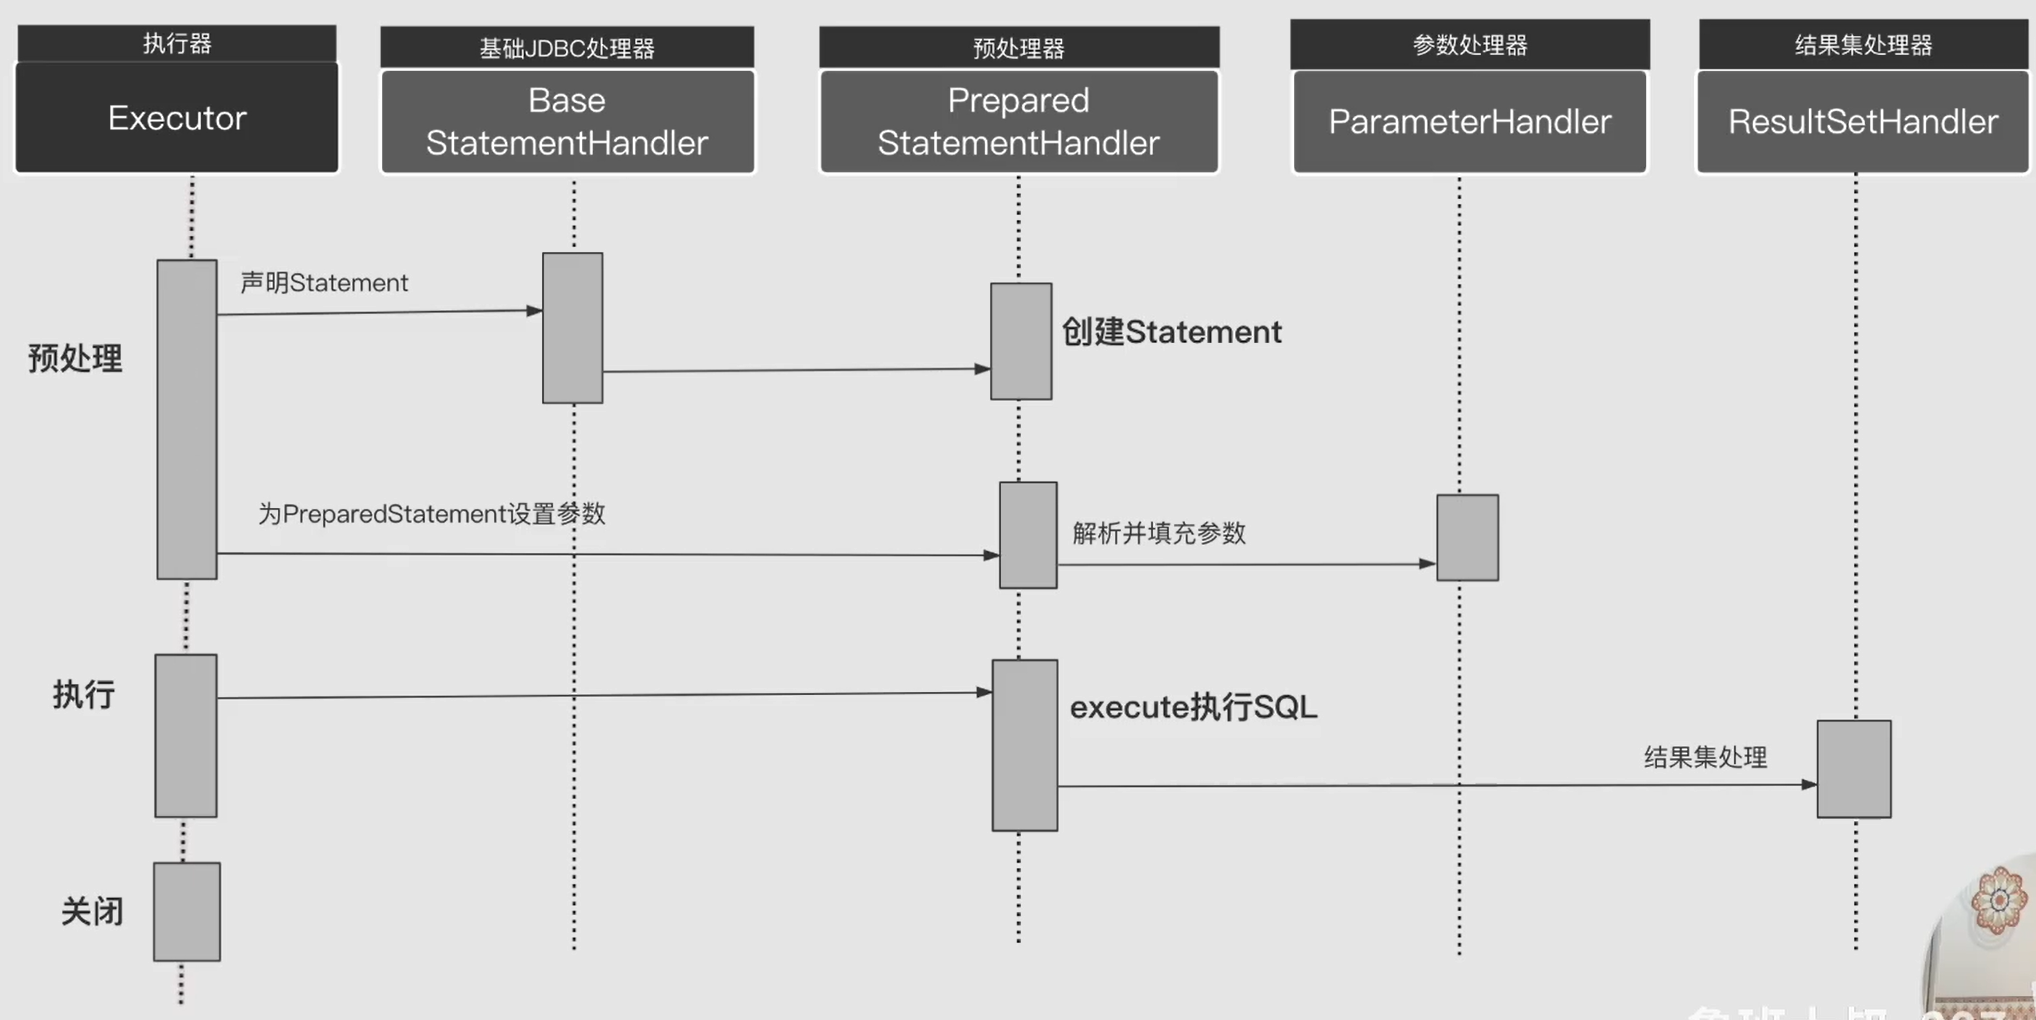 执行器
基础JDBC处理器
预处理器
参数处理器
结果集处理器
Executor
Base
StatementHandler
Prepared
StatementHandler
ParameterHandler
ResultSetHandler
声明Statement
创建Statement
预处理
为PreparedStatement设置参数
解析并填充参数
执行
execute执行SQL
结果集处理
关闭